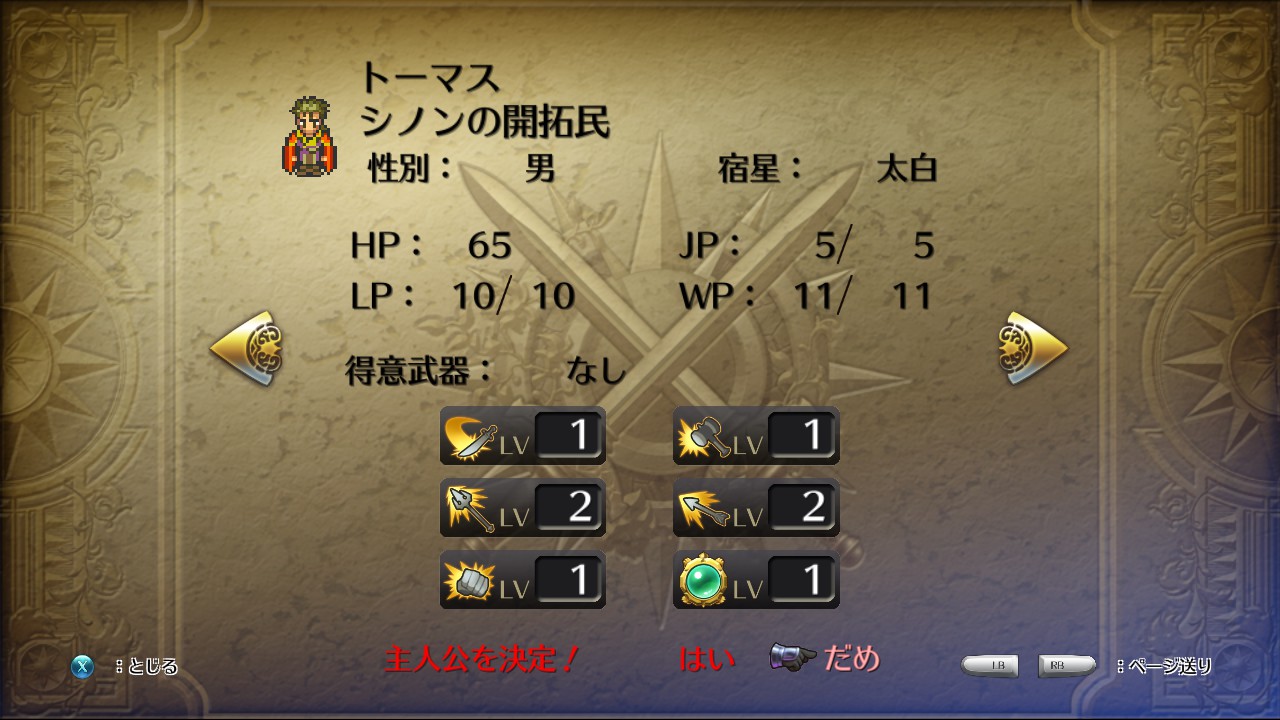 トーマス
シノンの開拓民
性別： 男 宿星： 太白
HP： 65 JP： 5/ 5
LP： 10/ 10 WP： 11/ 11
得意武器： なし
LV 1 LV 1
LV 2 LV 2
LV 1 LV 1
主人公を決定！ はい だめ
X ：とじる LB RB ：ページ送り